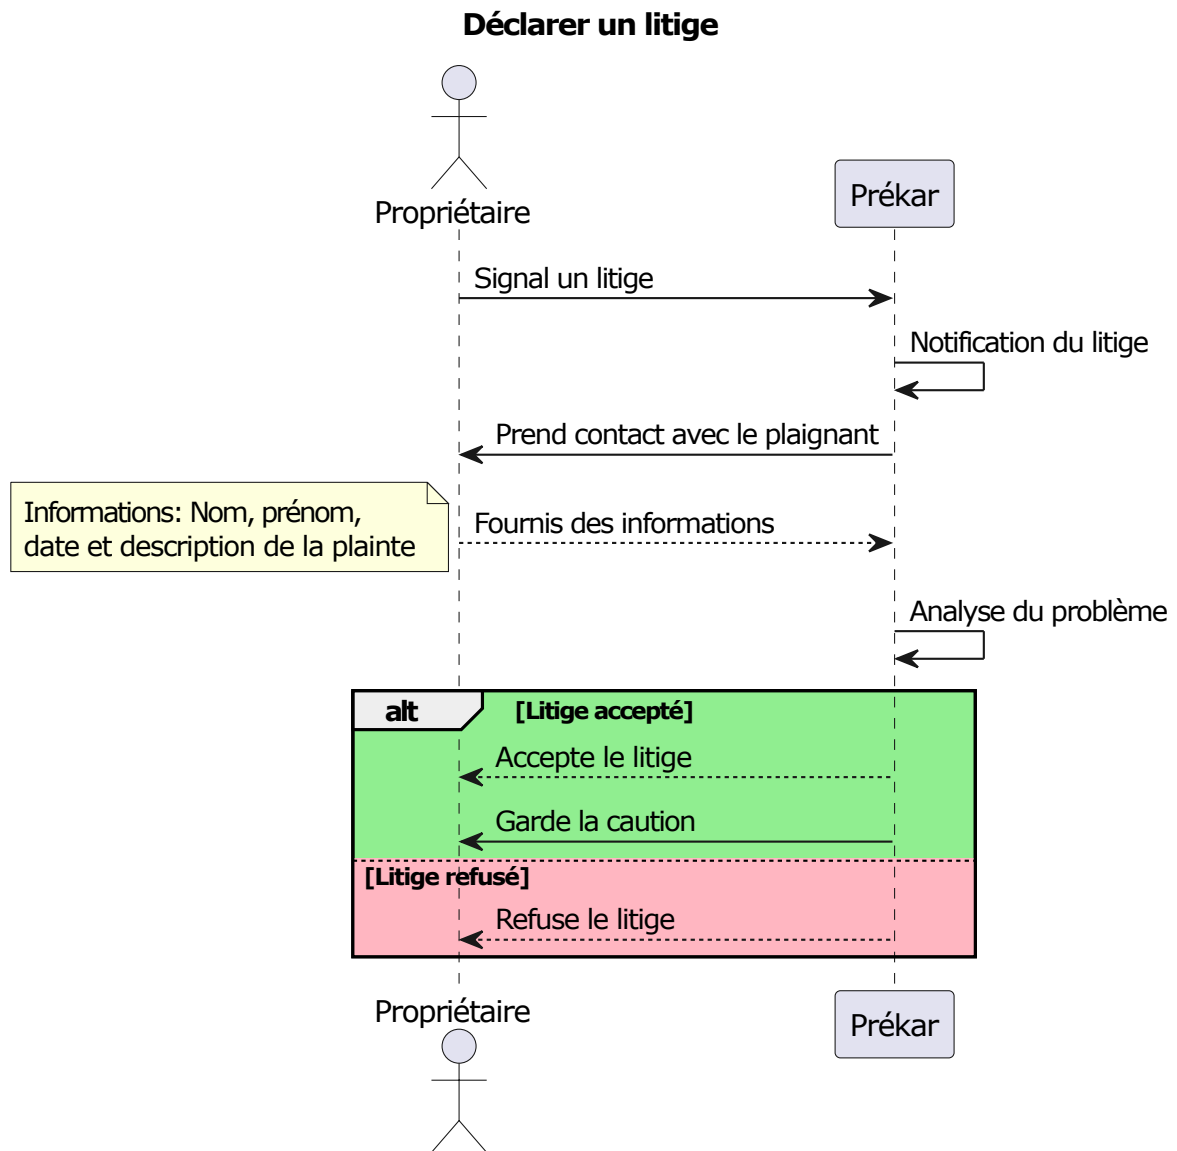 Déclarer un litige
Propriétaire
Prékar
Signal un litige
Notification du litige
Prend contact avec le plaignant
Informations: Nom, prénom,
date et description de la plainte
Fournis des informations
Analyse du problème
alt [Litige accepté]
Accepte le litige
Garde la caution
[Litige refusé]
Refuse le litige
Propriétaire
Prékar